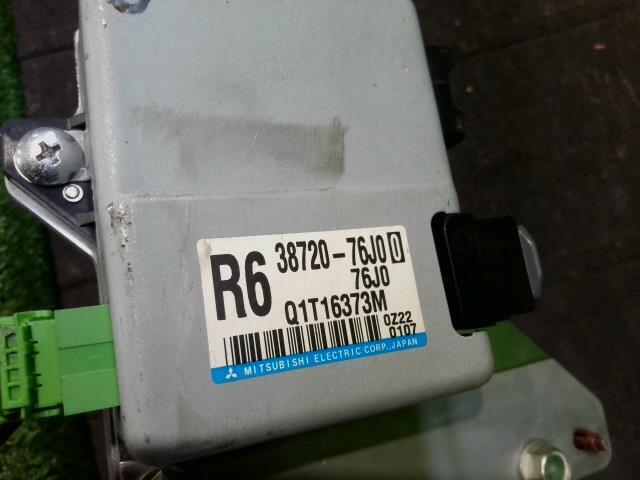 R6 38720-76J0 0
76J0
Q1T16373M
0Z22
0107
MITSUBISHI ELECTRIC CORP., JAPAN